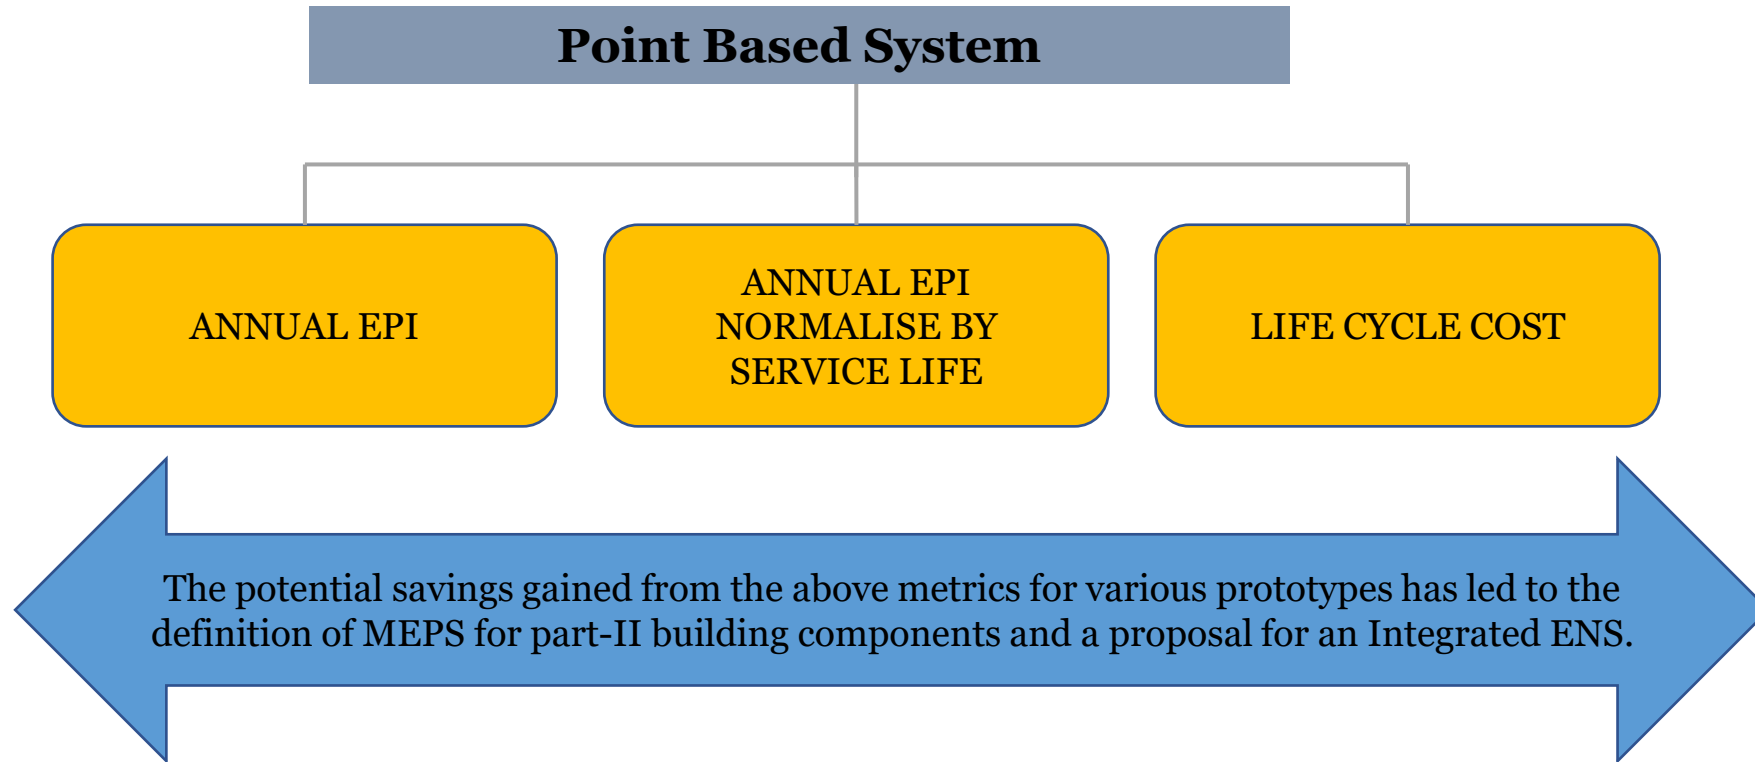 Point Based System
ANNUAL EPI
ANNUAL EPI
NORMALISE BY
SERVICE LIFE
LIFE CYCLE COST
The potential savings gained from the above metrics for various prototypes has led to the
definition of MEPS for part-II building components and a proposal for an Integrated ENS.